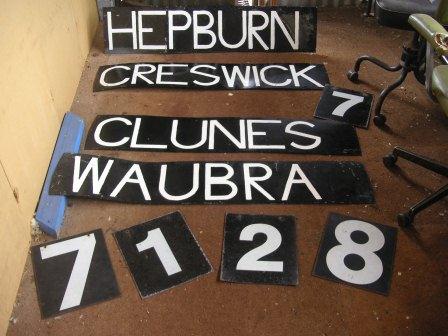 HEPBURN
CRESWICK
7
CLUNES
WAUBRA
7 1 2 8